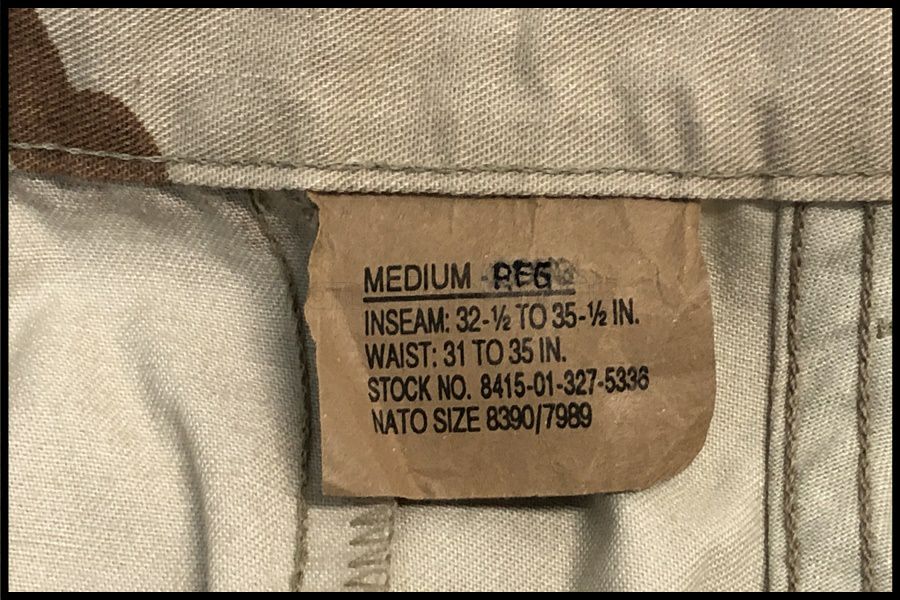 MEDIUM REG
INSEAM: 32-½ TO 35-½ IN.
WAIST: 31 TO 35 IN.
STOCK NO. 8415-01-327-5336
NATO SIZE 8390/7989